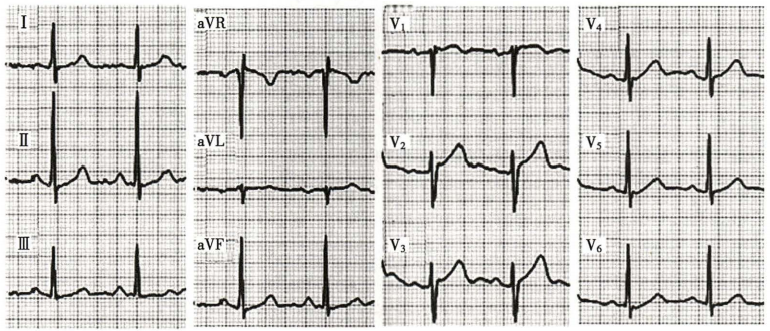 Ⅰ
Ⅱ
Ⅲ
aVR
aVL
aVF
V₁
V₂
V₃
V₄
V₅
V₆